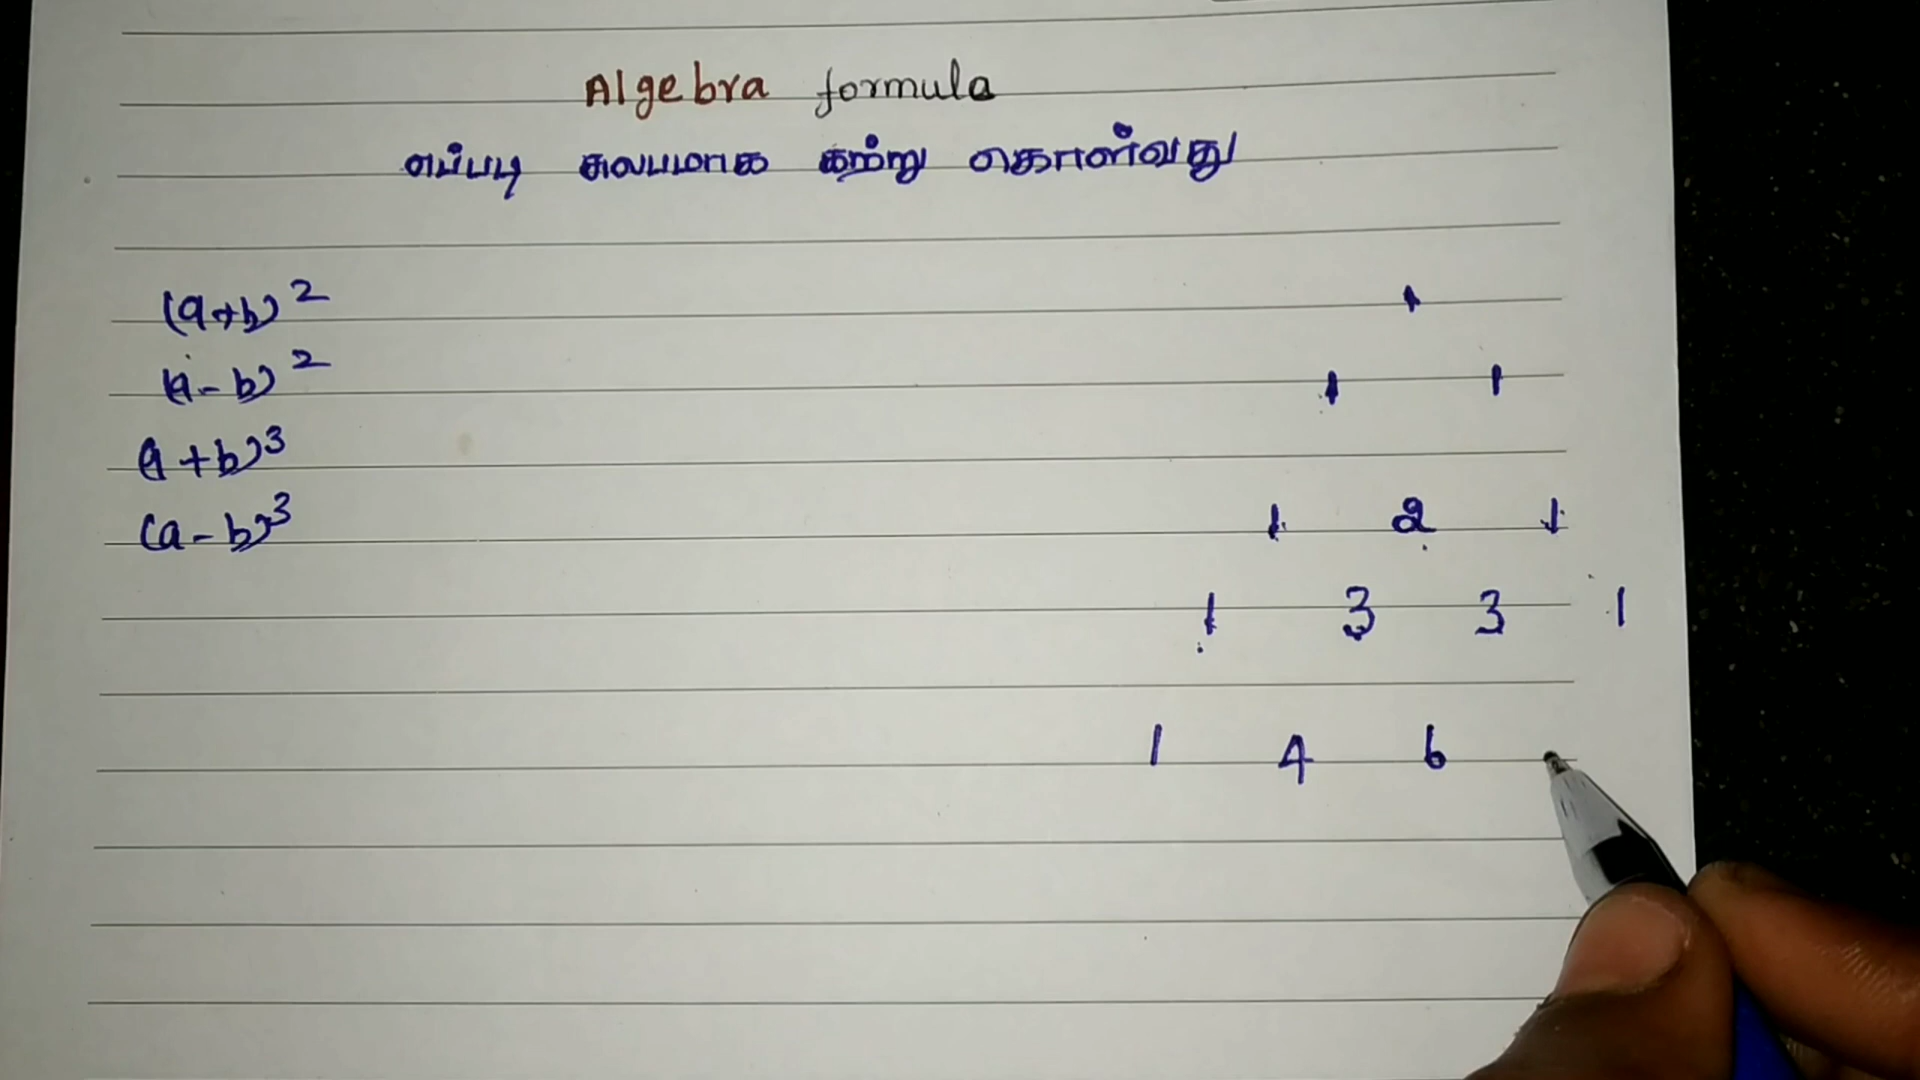 Algebra formula
எப்படி சுலபமாக கற்று கொள்வது
(a+b)²
(a-b)²
(a+b)³
(a-b)³
1
1 1
1 2 1
1 3 3 1
1 4 6